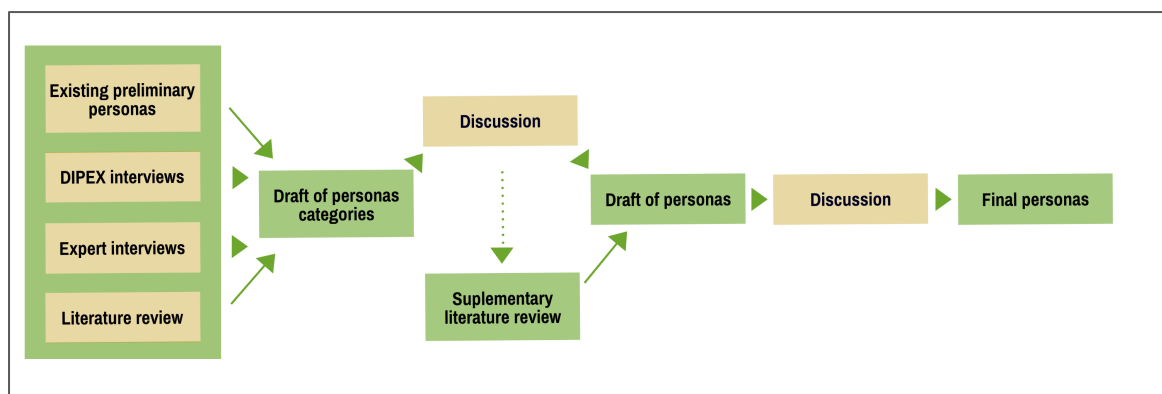 Existing preliminary
personas
DIPEX interviews
Expert interviews
Literature review
Draft of personas
categories
Discussion
Suplementary
literature review
Draft of personas
Discussion
Final personas